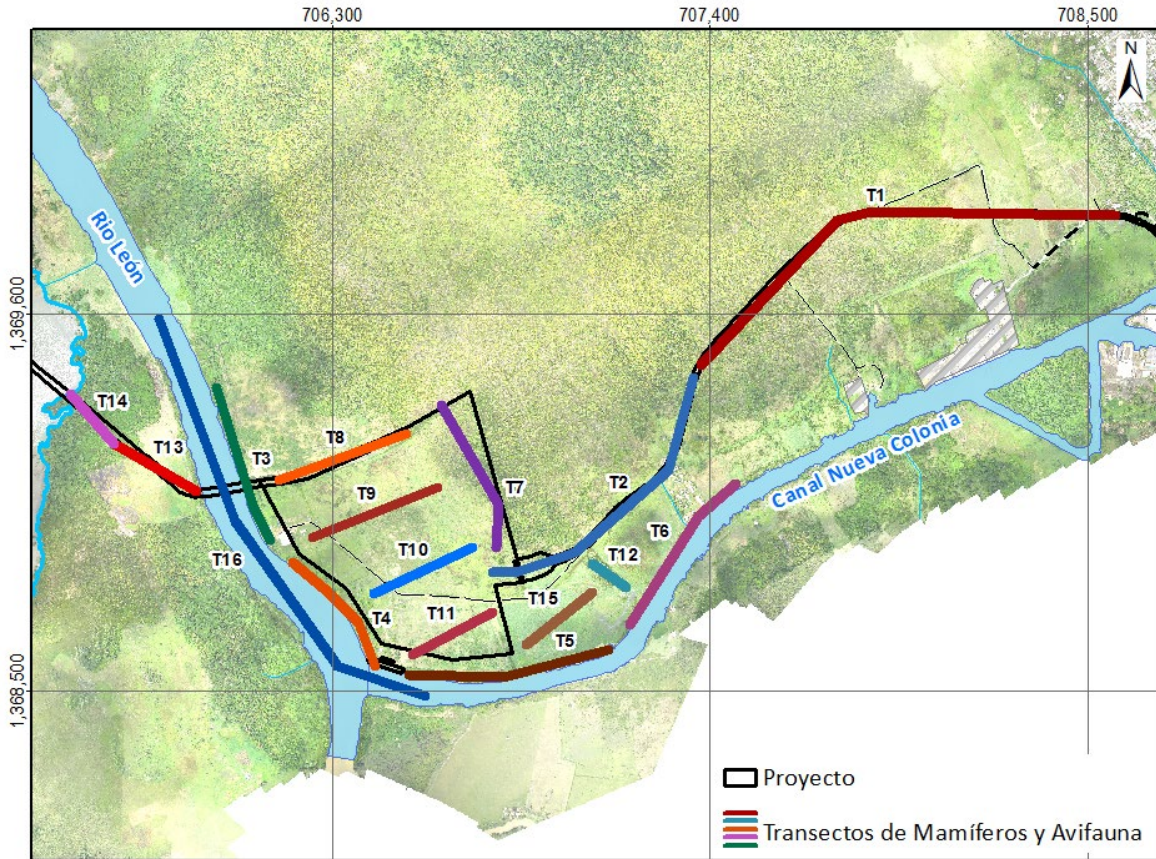 706,300
707,400
708,500
N
T1
Rio León
1,369,600
T14
T13
T3
T8
T7
T2
T9
Canal Nueva Colonia
T6
T16
T10
T12
T15
T4
T11
T5
1,368,500
Proyecto
Transectos de Mamíferos y Avifauna